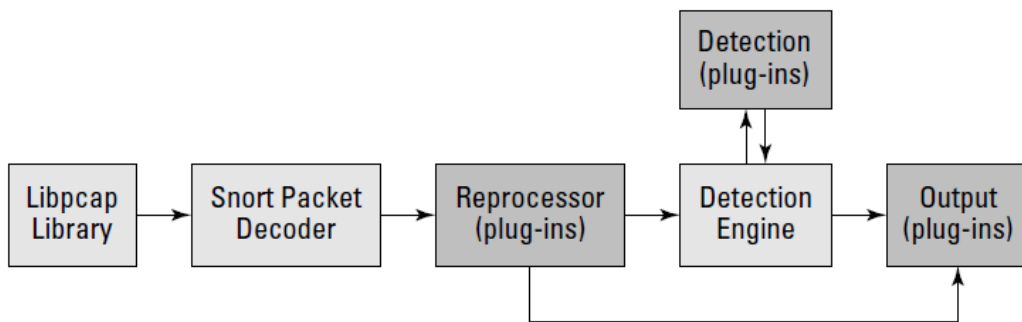 Detection
(plug-ins)
Libpcap
Library
Snort Packet
Decoder
Reprocessor
(plug-ins)
Detection
Engine
Output
(plug-ins)